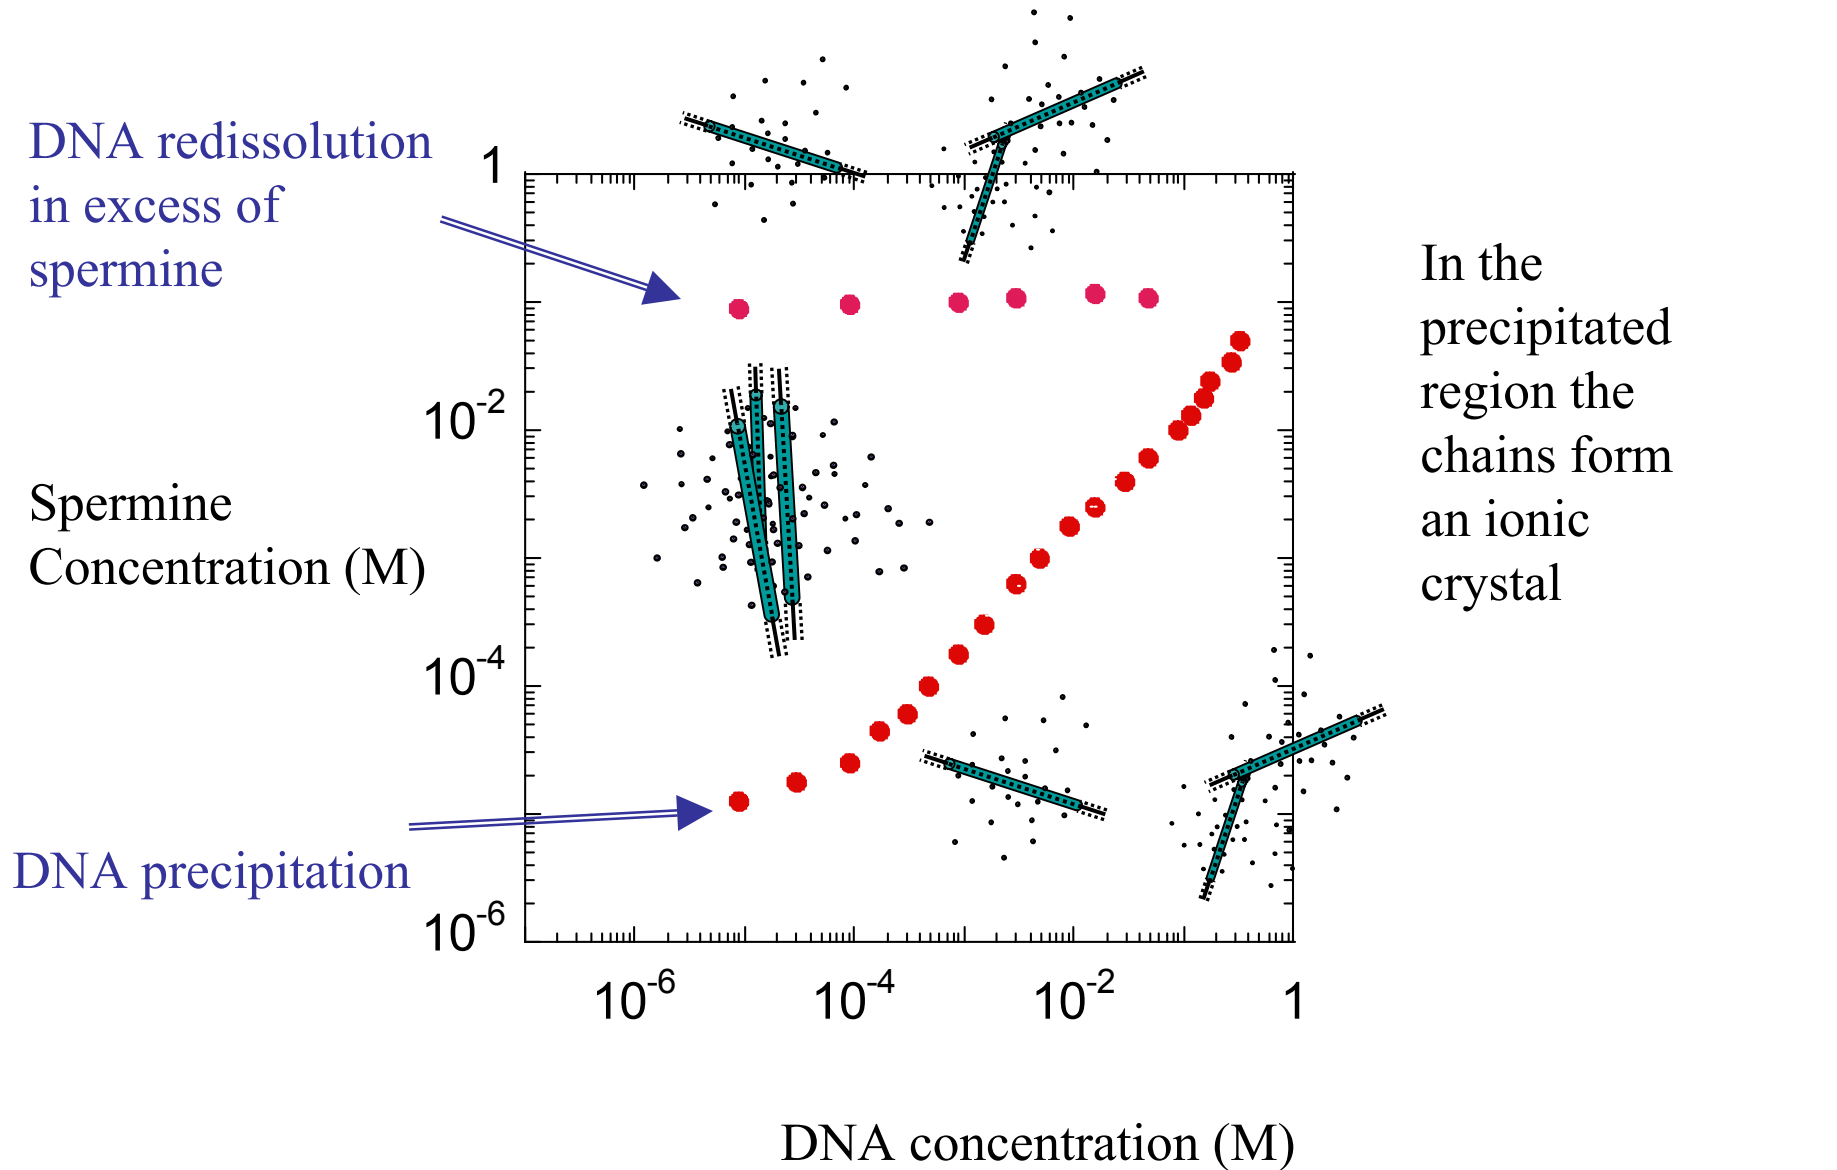 DNA redissolution
in excess of
spermine
1
10-2
10-4
10-6
Spermine
Concentration (M)
DNA precipitation
In the
precipitated
region the
chains form
an ionic
crystal
10-6 10-4 10-2 1
DNA concentration (M)